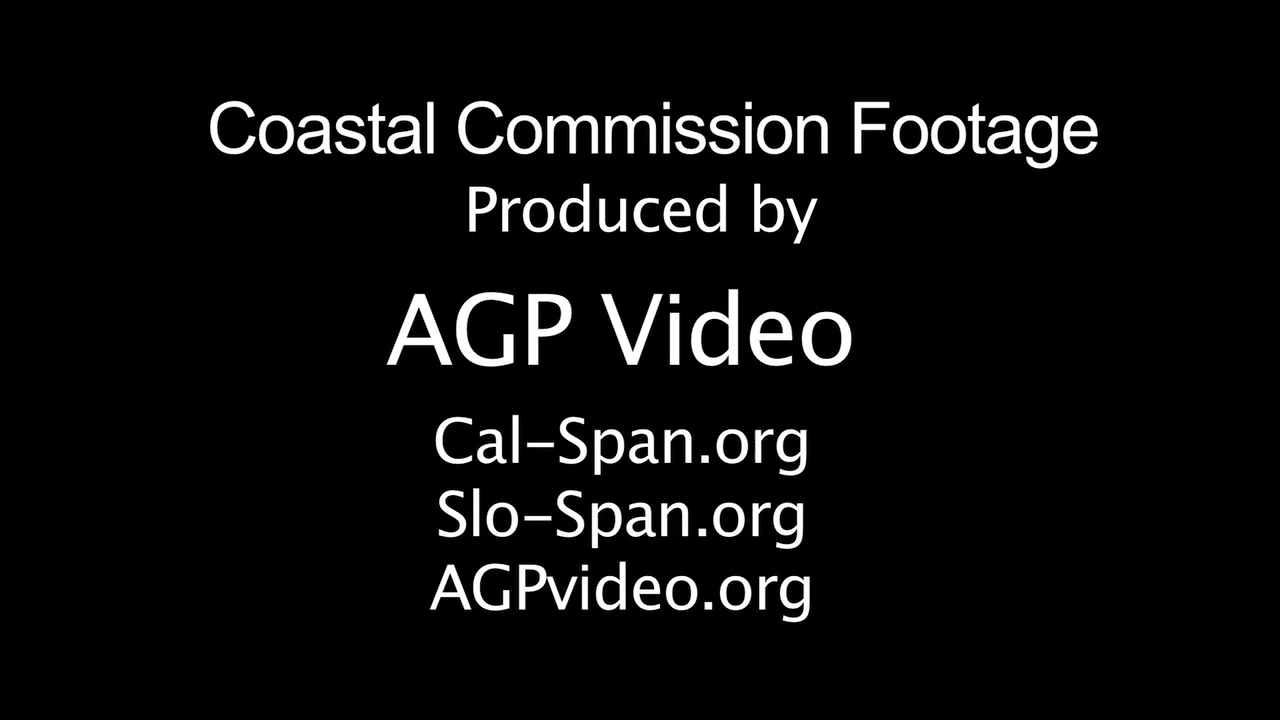 Coastal Commission Footage
Produced by
AGP Video
Cal-Span.org
Slo-Span.org
AGPvideo.org